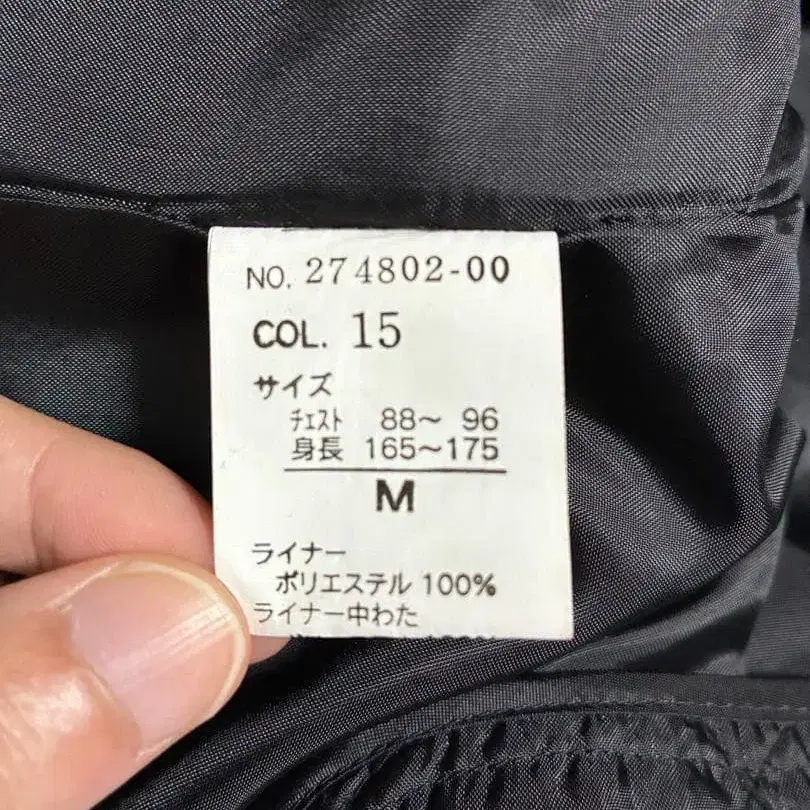 NO. 274802-00
COL. 15
サイズ
チェスト 88～ 96
身長 165～175
M
ライナー
ポリエステル 100%
ライナー中わた